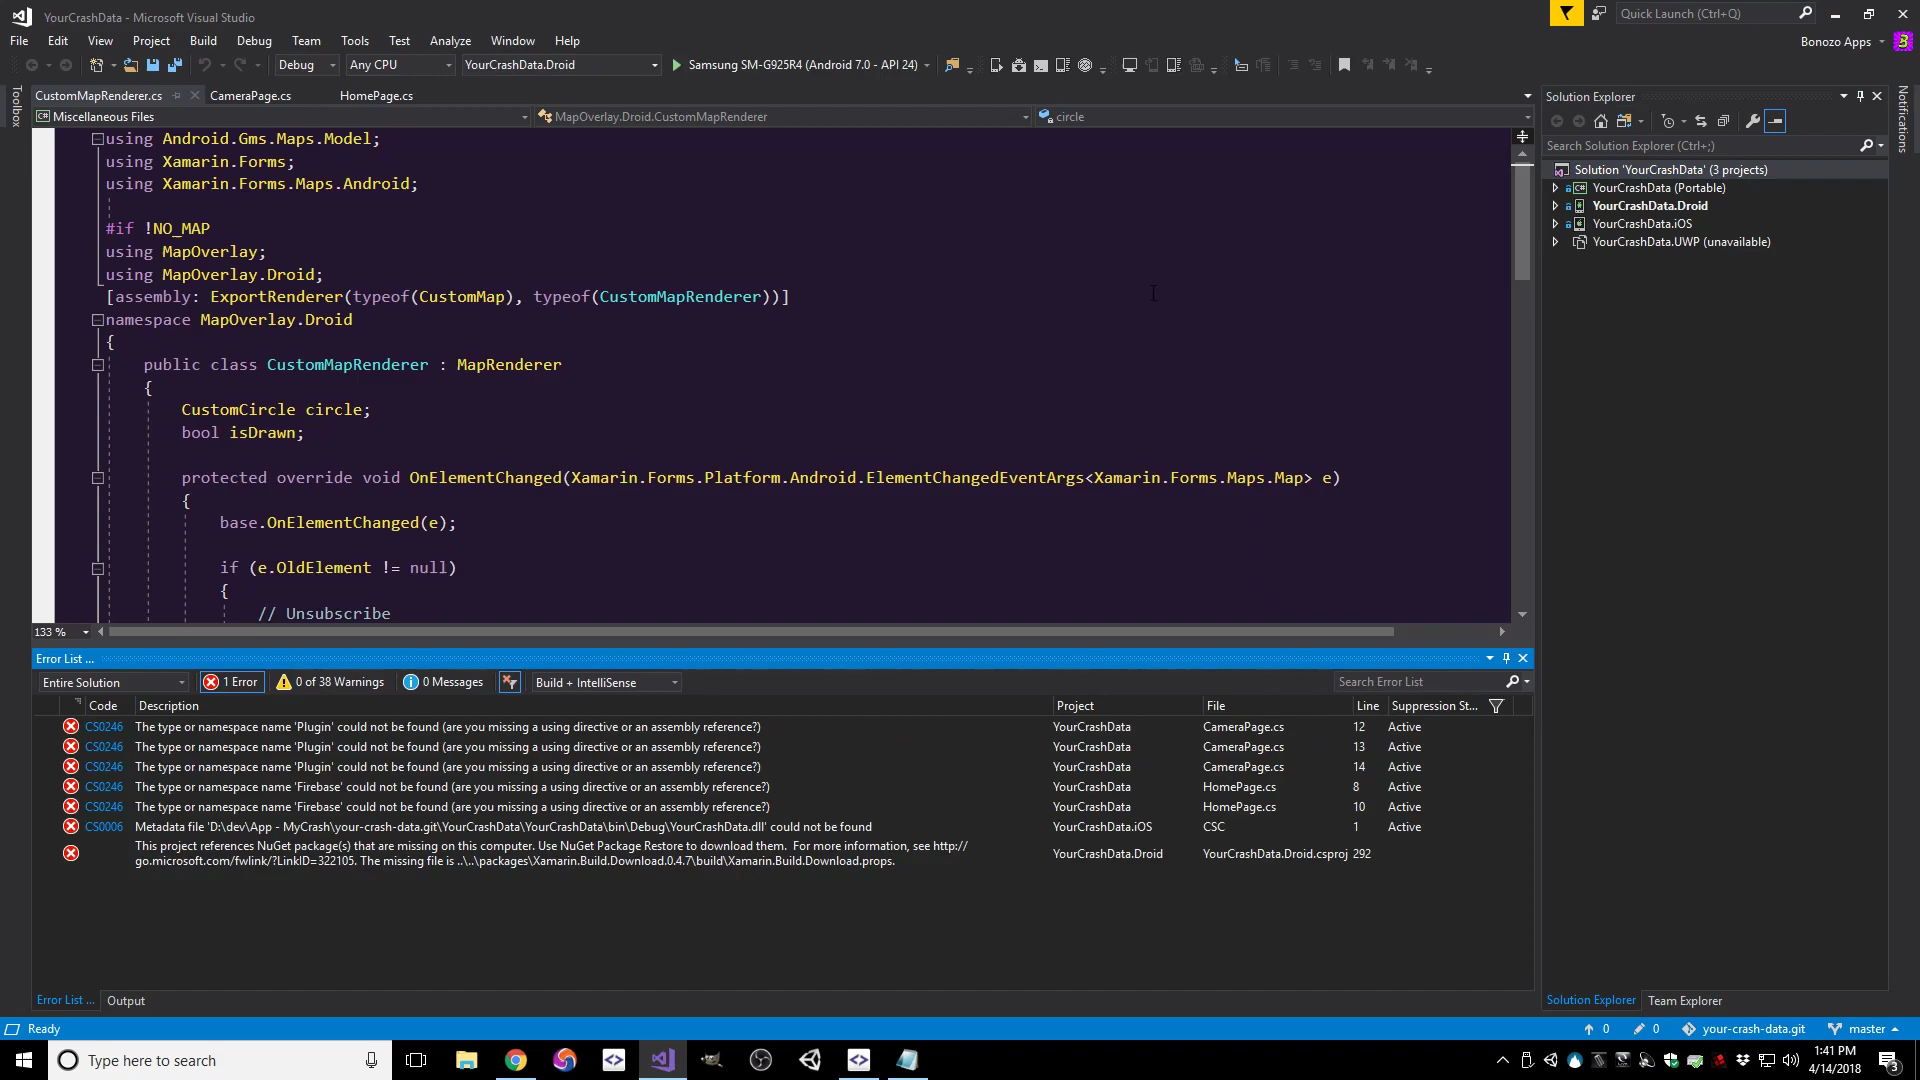 YourCrashData - Microsoft Visual Studio
Quick Launch (Ctrl+Q)
File Edit View Project Build Debug Team Tools Test Analyze Window Help
Bonozo Apps
Debug Any CPU YourCrashData.Droid Samsung SM-G925R4 (Android 7.0 - API 24)
Toolbox
CustomMapRenderer.cs CameraPage.cs HomePage.cs
Miscellaneous Files MapOverlay.Droid.CustomMapRenderer circle
using Android.Gms.Maps.Model;
using Xamarin.Forms;
using Xamarin.Forms.Maps.Android;
#if !NO_MAP
using MapOverlay;
using MapOverlay.Droid;
[assembly: ExportRenderer(typeof(CustomMap), typeof(CustomMapRenderer))]
namespace MapOverlay.Droid
{
public class CustomMapRenderer : MapRenderer
{
CustomCircle circle;
bool isDrawn;
protected override void OnElementChanged(Xamarin.Forms.Platform.Android.ElementChangedEventArgs<Xamarin.Forms.Maps.Map> e)
{
base.OnElementChanged(e);
if (e.OldElement != null)
{
// Unsubscribe
133 %
Solution Explorer
Search Solution Explorer (Ctrl+;)
Solution 'YourCrashData' (3 projects)
YourCrashData (Portable)
YourCrashData.Droid
YourCrashData.iOS
YourCrashData.UWP (unavailable)
Notifications
Error List ...
Entire Solution 1 Error 0 of 38 Warnings 0 Messages Build + IntelliSense Search Error List
Code Description Project File Line Suppression St...
CS0246 The type or namespace name 'Plugin' could not be found (are you missing a using directive or an assembly reference?) YourCrashData CameraPage.cs 12 Active
CS0246 The type or namespace name 'Plugin' could not be found (are you missing a using directive or an assembly reference?) YourCrashData CameraPage.cs 13 Active
CS0246 The type or namespace name 'Plugin' could not be found (are you missing a using directive or an assembly reference?) YourCrashData CameraPage.cs 14 Active
CS0246 The type or namespace name 'Firebase' could not be found (are you missing a using directive or an assembly reference?) YourCrashData HomePage.cs 8 Active
CS0246 The type or namespace name 'Firebase' could not be found (are you missing a using directive or an assembly reference?) YourCrashData HomePage.cs 10 Active
CS0006 Metadata file 'D:\dev\App - MyCrash\your-crash-data.git\YourCrashData\YourCrashData\bin\Debug\YourCrashData.dll' could not be found YourCrashData.iOS CSC 1 Active
This project references NuGet package(s) that are missing on this computer. Use NuGet Package Restore to download them.  For more information, see http://
go.microsoft.com/fwlink/?LinkID=322105. The missing file is ..\..\packages\Xamarin.Build.Download.0.4.7\build\Xamarin.Build.Download.props. YourCrashData.Droid YourCrashData.Droid.csproj 292
Error List ... Output
Solution Explorer Team Explorer
Ready 0 0 your-crash-data.git master
Type here to search
1:41 PM
4/14/2018
3